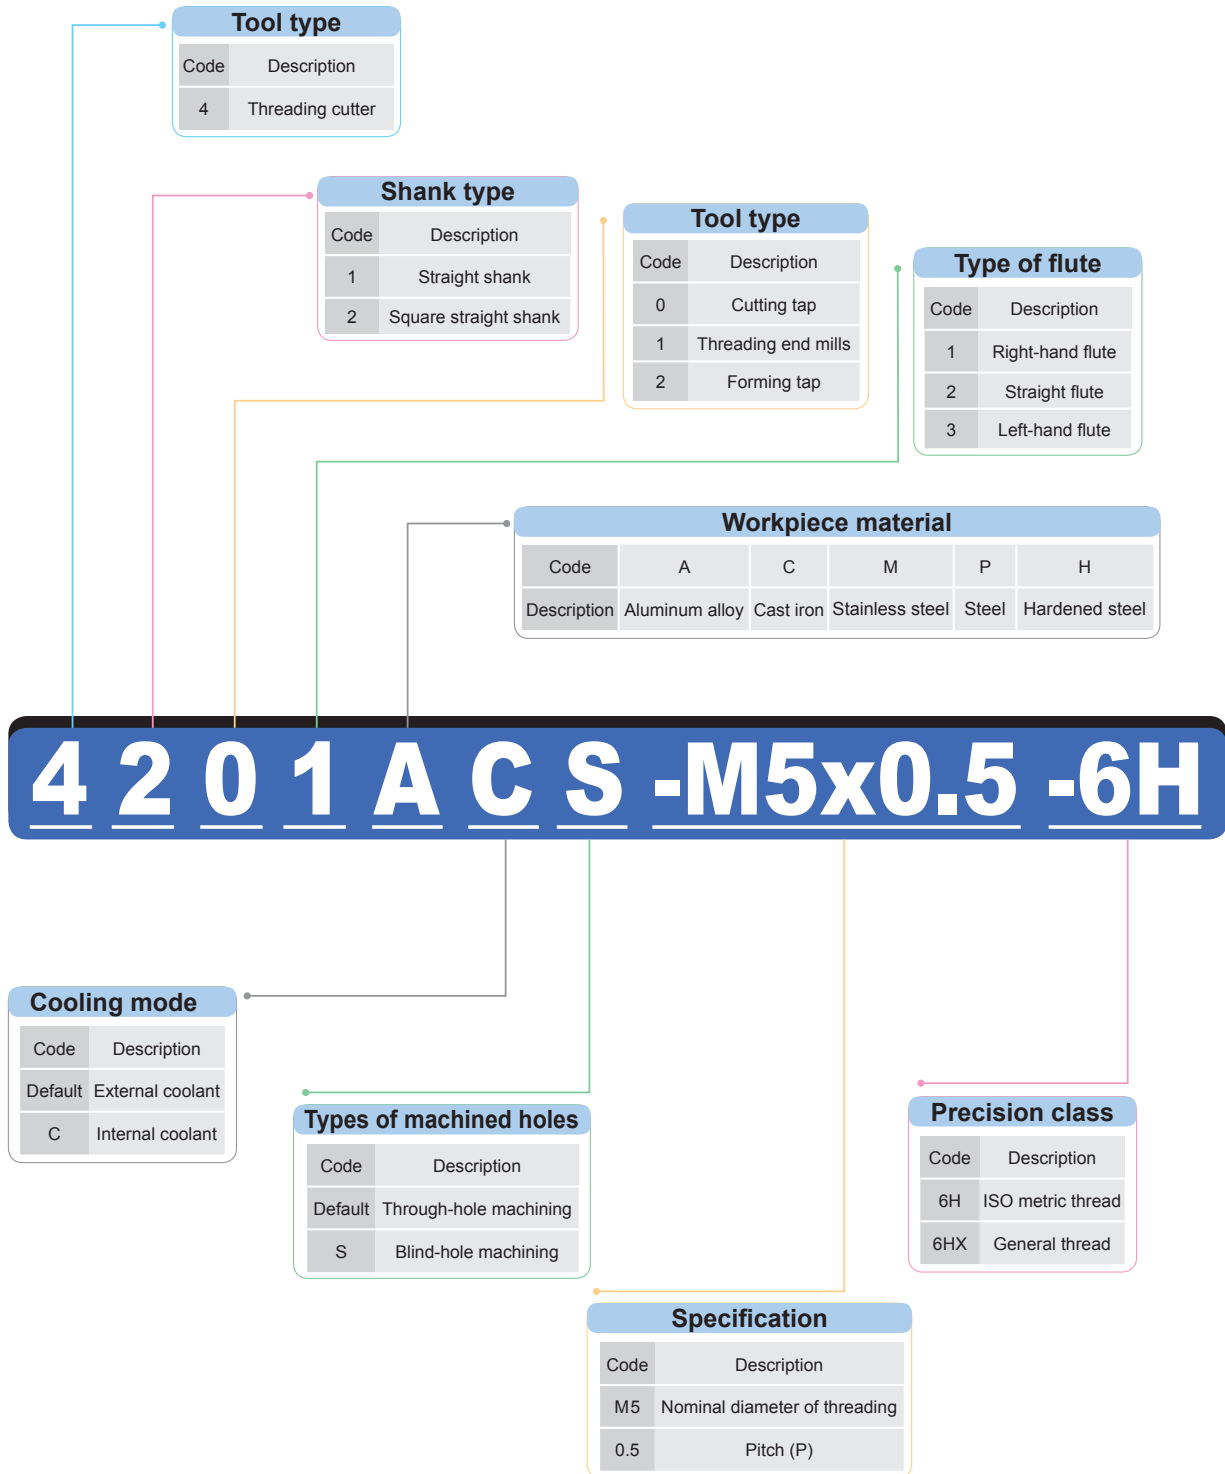 Tool type
Code Description
4 Threading cutter
Shank type
Code Description
1 Straight shank
2 Square straight shank
Tool type
Code Description
0 Cutting tap
1 Threading end mills
2 Forming tap
Type of flute
Code Description
1 Right-hand flute
2 Straight flute
3 Left-hand flute
Workpiece material
Code A C M P H
Description Aluminum alloy Cast iron Stainless steel Steel Hardened steel
4 2 0 1 A C S -M5x0.5 -6H
Cooling mode
Code Description
Default External coolant
C Internal coolant
Types of machined holes
Code Description
Default Through-hole machining
S Blind-hole machining
Precision class
Code Description
6H ISO metric thread
6HX General thread
Specification
Code Description
M5 Nominal diameter of threading
0.5 Pitch (P)